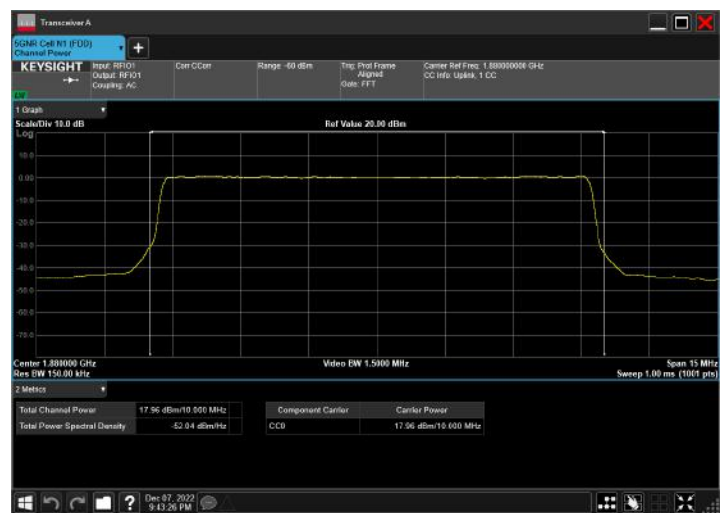 Transceiver A
5GNR Cell N1 (FDD)
Channel Power
KEYSIGHT
Input: RFIO1
Output: RFIO1
Coupling: AC
Corr CCorr
Range: -60 dBm
Trig: Prot Frame
Aligned
Gate: FFT
Carrier Ref Freq: 1.880000000 GHz
CC Info: Uplink, 1 CC
1 Graph
Scale/Div 10.0 dB
Ref Value 20.00 dBm
Log
10.0
0.00
-10.0
-20.0
-30.0
-40.0
-50.0
-60.0
-70.0
Center 1.880000 GHz
Video BW 1.5000 MHz
Span 15 MHz
Res BW 150.00 kHz
Sweep 1.00 ms (1001 pts)
2 Metrics
Total Channel Power 17.96 dBm/10.000 MHz
Total Power Spectral Density -52.04 dBm/Hz
Component Carrier Carrier Power
CC0 17.96 dBm/10.000 MHz
Dec 07, 2022
9:43:26 PM